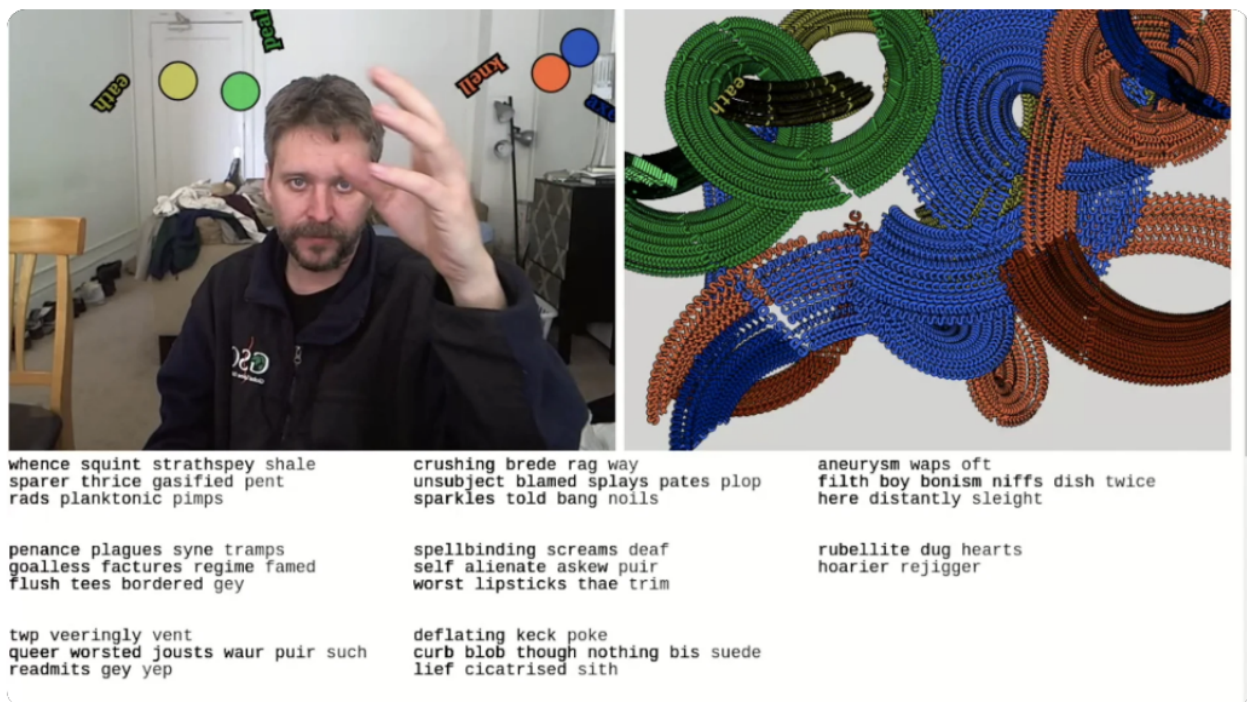 eath
knell
eath
whence squint strathspey shale
sparer thrice gasified pent
rads planktonic pimps
penance plagues syne tramps
goalless factures regime famed
flush tees bordered gey
twp veeringly vent
queer worsted jousts waur puir such
readmits gey yep
crushing brede rag way
unsubject blamed splays pates plop
sparkles told bang noils
spellbinding screams deaf
self alienate askew puir
worst lipsticks thae trim
deflating keck poke
curb blob though nothing bis suede
lief cicatrised sith
aneurysm waps oft
filth boy bonism niffs dish twice
here distantly sleight
rubellite dug hearts
hoarier rejigger